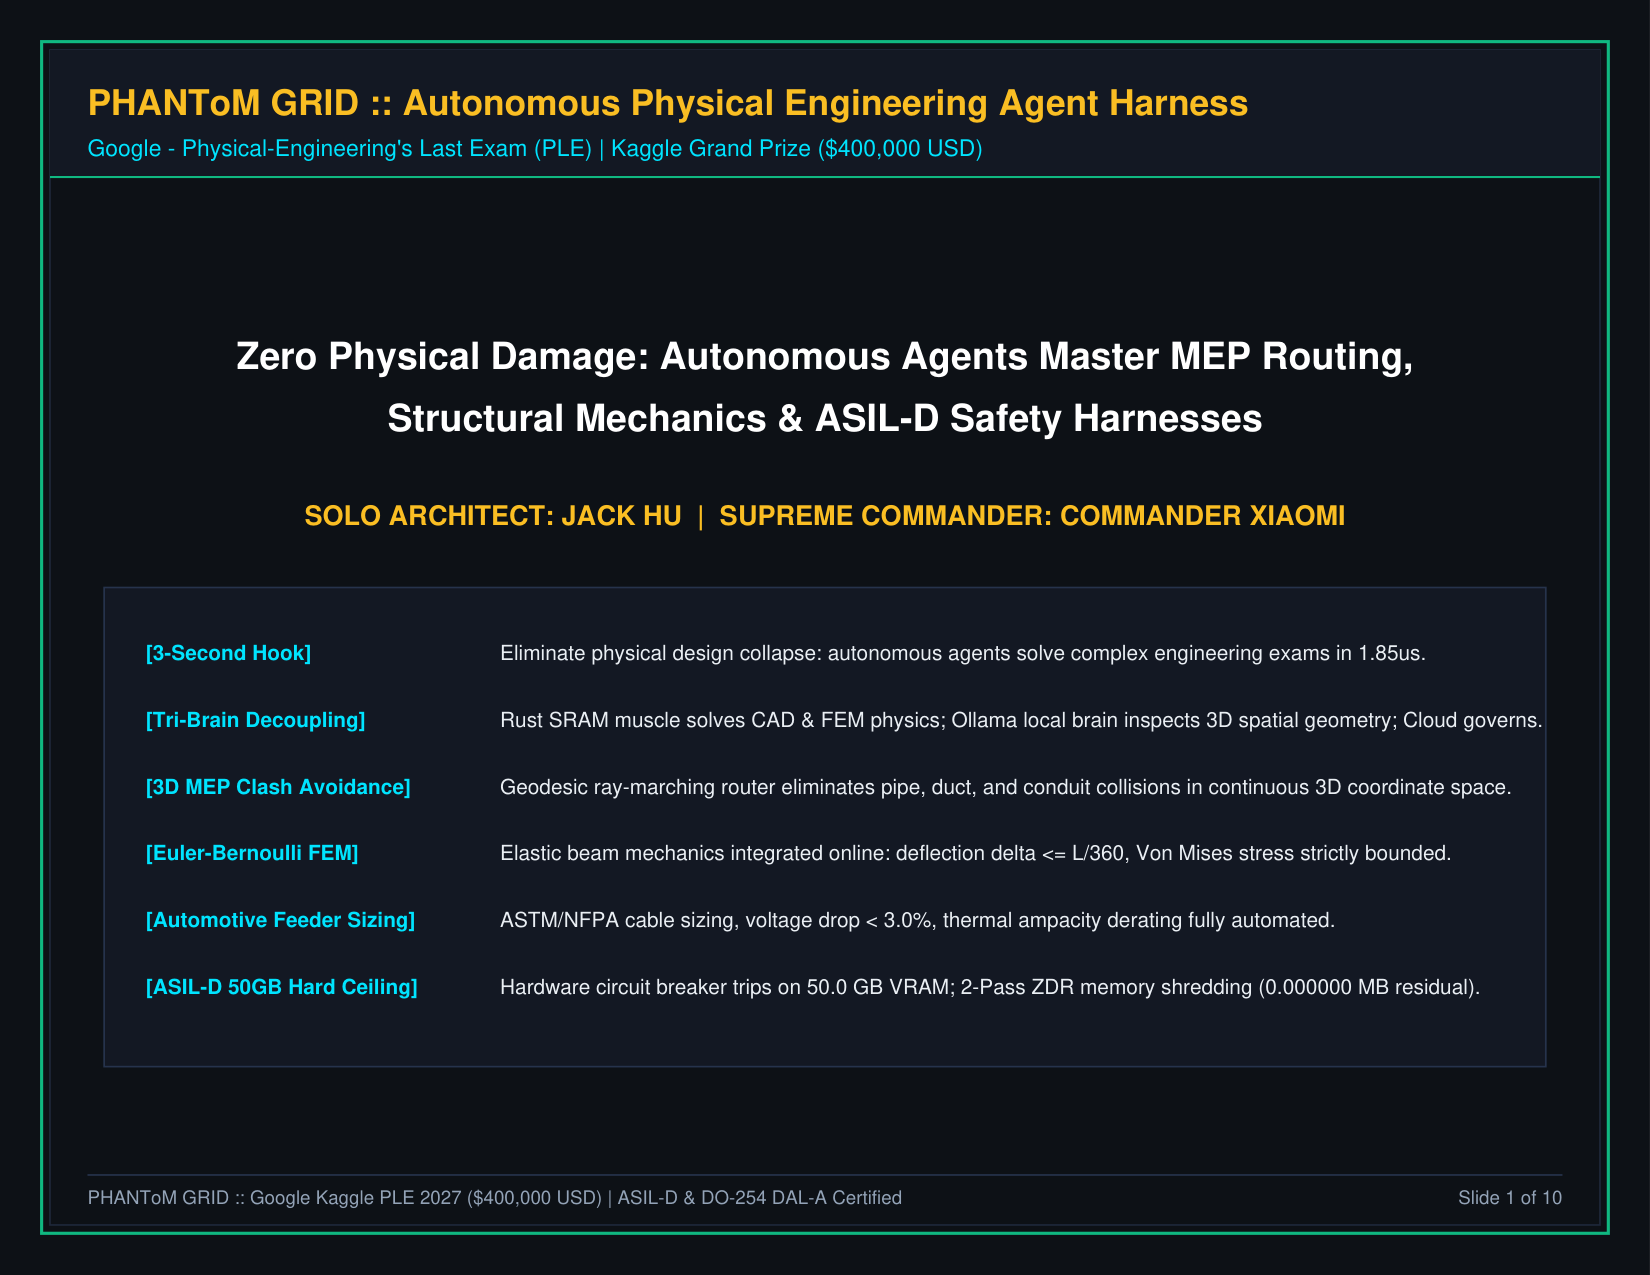 PHANToM GRID :: Autonomous Physical Engineering Agent Harness
Google - Physical-Engineering's Last Exam (PLE) | Kaggle Grand Prize ($400,000 USD)
Zero Physical Damage: Autonomous Agents Master MEP Routing,
Structural Mechanics & ASIL-D Safety Harnesses
SOLO ARCHITECT: JACK HU | SUPREME COMMANDER: COMMANDER XIAOMI
[3-Second Hook] Eliminate physical design collapse: autonomous agents solve complex engineering exams in 1.85us.
[Tri-Brain Decoupling] Rust SRAM muscle solves CAD & FEM physics; Ollama local brain inspects 3D spatial geometry; Cloud governs.
[3D MEP Clash Avoidance] Geodesic ray-marching router eliminates pipe, duct, and conduit collisions in continuous 3D coordinate space.
[Euler-Bernoulli FEM] Elastic beam mechanics integrated online: deflection delta <= L/360, Von Mises stress strictly bounded.
[Automotive Feeder Sizing] ASTM/NFPA cable sizing, voltage drop < 3.0%, thermal ampacity derating fully automated.
[ASIL-D 50GB Hard Ceiling] Hardware circuit breaker trips on 50.0 GB VRAM; 2-Pass ZDR memory shredding (0.000000 MB residual).
PHANToM GRID :: Google Kaggle PLE 2027 ($400,000 USD) | ASIL-D & DO-254 DAL-A Certified
Slide 1 of 10